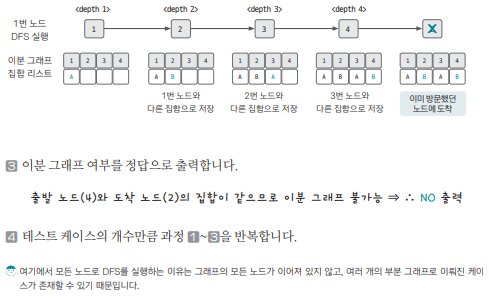 <depth 1> <depth 2> <depth 3> <depth 4>
1번 노드
DFS 실행
1 2 3 4 X
이분 그래프
집합 리스트
1 2 3 4 1 2 3 4 1 2 3 4 1 2 3 4 1 2 3 4
A A B A B A A B A B A B A B
1번 노드와
다른 집합으로 저장
2번 노드와
다른 집합으로 저장
3번 노드와
다른 집합으로 저장
이미 방문했던
노드에 도착
3 이분 그래프 여부를 정답으로 출력합니다.
출발 노드(4)와 도착 노드(2)의 집합이 같으므로 이분 그래프 불가능 ⇒ ∴ NO 출력
4 테스트 케이스의 개수만큼 과정 1~3을 반복합니다.
여기에서 모든 노드로 DFS를 실행하는 이유는 그래프의 모든 노드가 이어져 있지 않고, 여러 개의 부분 그래프로 이뤄진 케이
스가 존재할 수 있기 때문입니다.